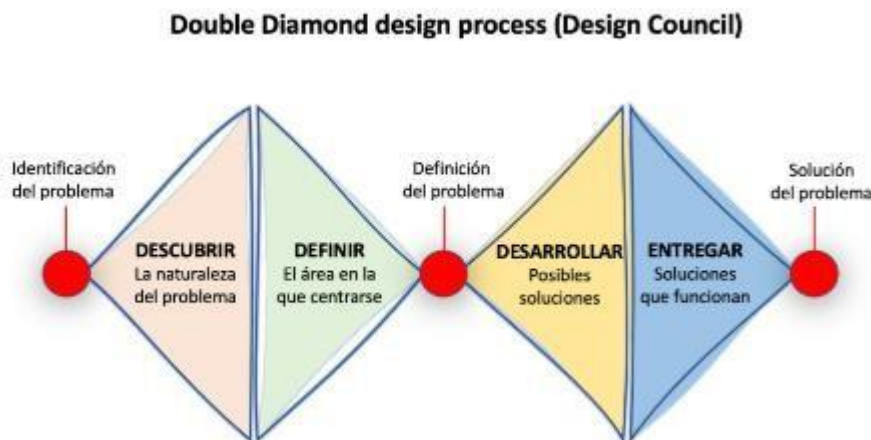 Double Diamond design process (Design Council)
Identificación
del problema
Definición
del problema
Solución
del problema
DESCUBRIR
La naturaleza
del problema
DEFINIR
El área en la
que centrarse
DESARROLLAR
Posibles
soluciones
ENTREGAR
Soluciones
que funcionan